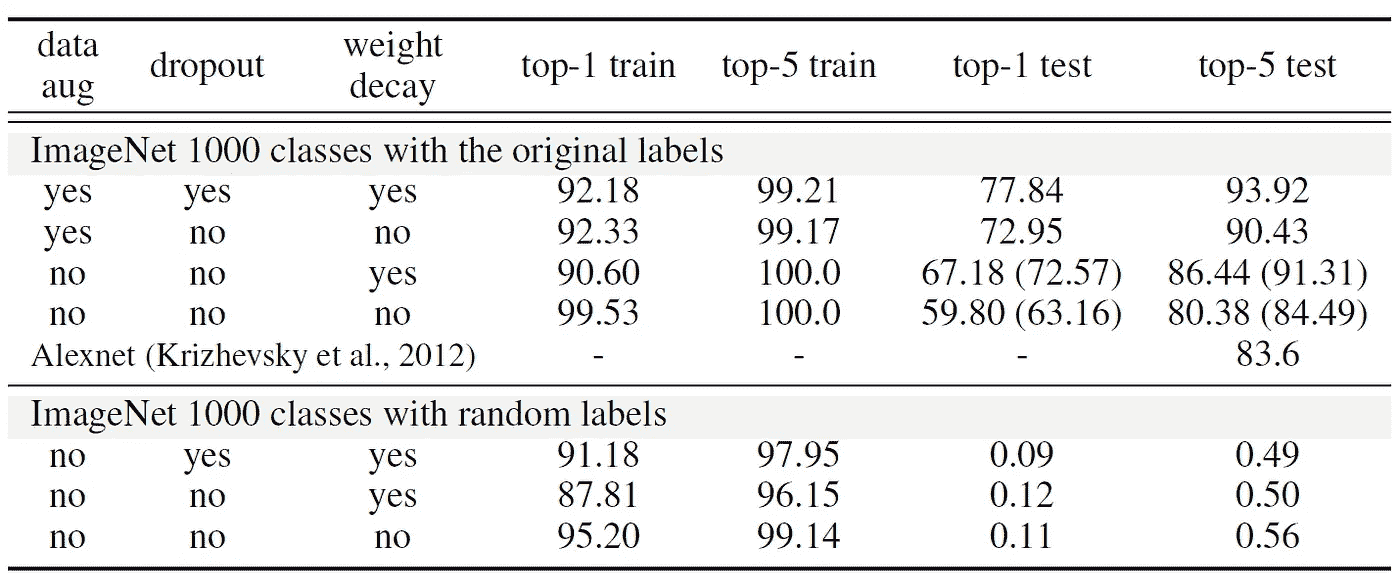 data aug dropout weight decay top-1 train top-5 train top-1 test top-5 test
ImageNet 1000 classes with the original labels
yes yes yes 92.18 99.21 77.84 93.92
yes no no 92.33 99.17 72.95 90.43
no no yes 90.60 100.0 67.18 (72.57) 86.44 (91.31)
no no no 99.53 100.0 59.80 (63.16) 80.38 (84.49)
Alexnet (Krizhevsky et al., 2012) - - - 83.6
ImageNet 1000 classes with random labels
no yes yes 91.18 97.95 0.09 0.49
no no yes 87.81 96.15 0.12 0.50
no no no 95.20 99.14 0.11 0.56